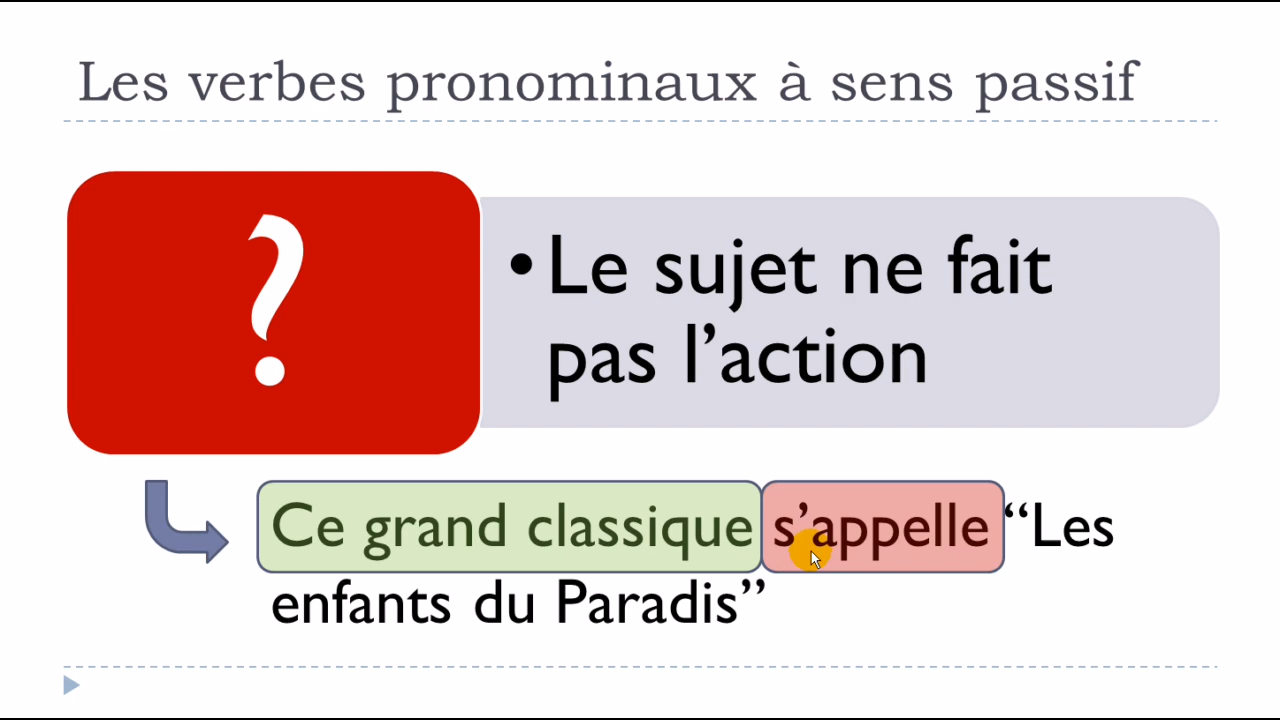 Les verbes pronominaux à sens passif
?
•Le sujet ne fait
pas l’action
Ce grand classique s’appelle “Les
enfants du Paradis”